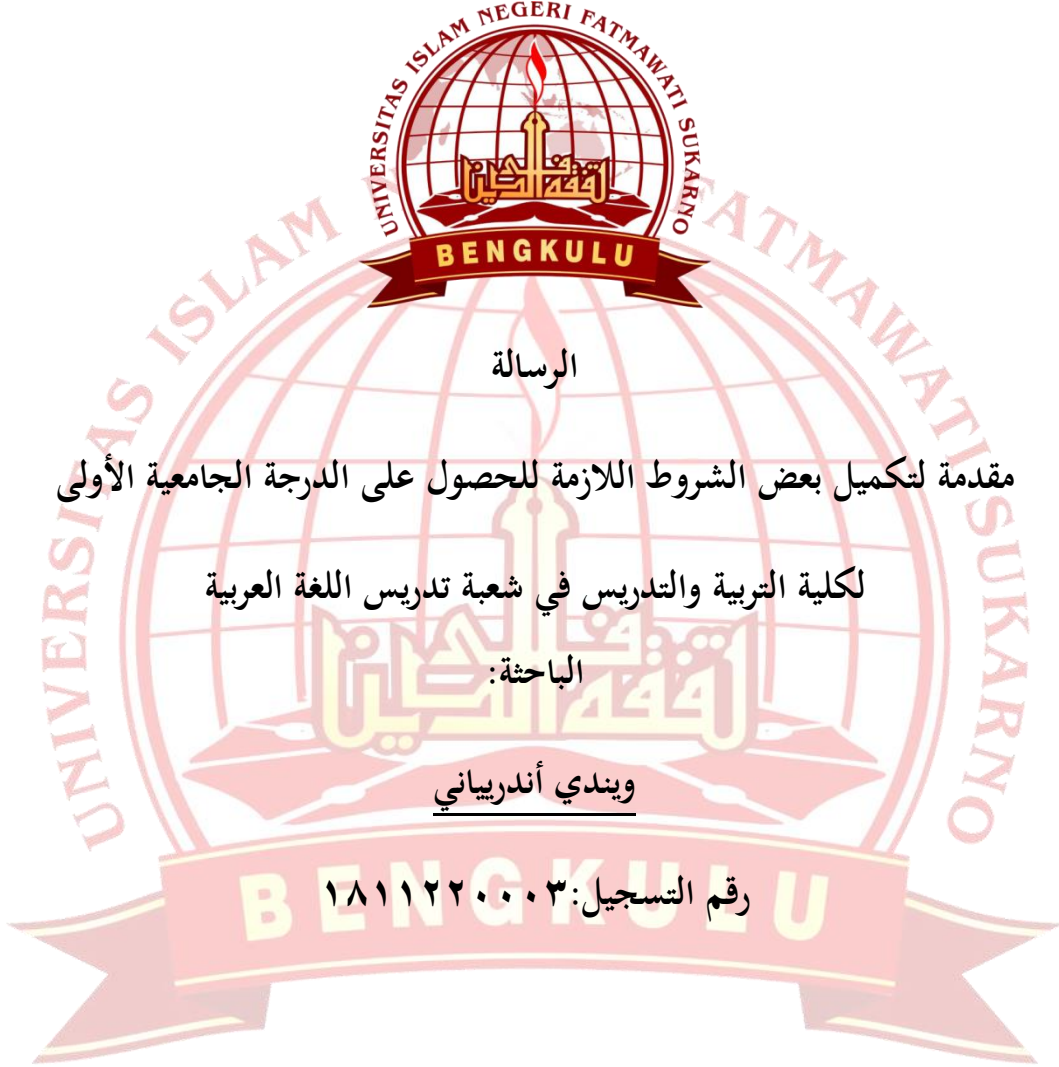 UNIVERSITAS ISLAM NEGERI FATMAWATI SUKARNO
BENGKULU
الرسالة
مقدمة لتكميل بعض الشروط اللازمة للحصول على الدرجة الجامعية الأولى
لكلية التربية والتدريس في شعبة تدريس اللغة العربية
الباحثة:
ويندي أندريياني
رقم التسجيل:١٨١١٢٢٠٠٠٣